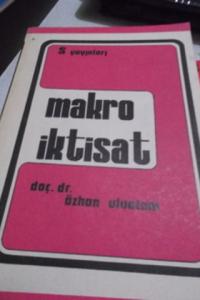 S yayınları
makro
iktisat
doç. dr.
özhan uluatam